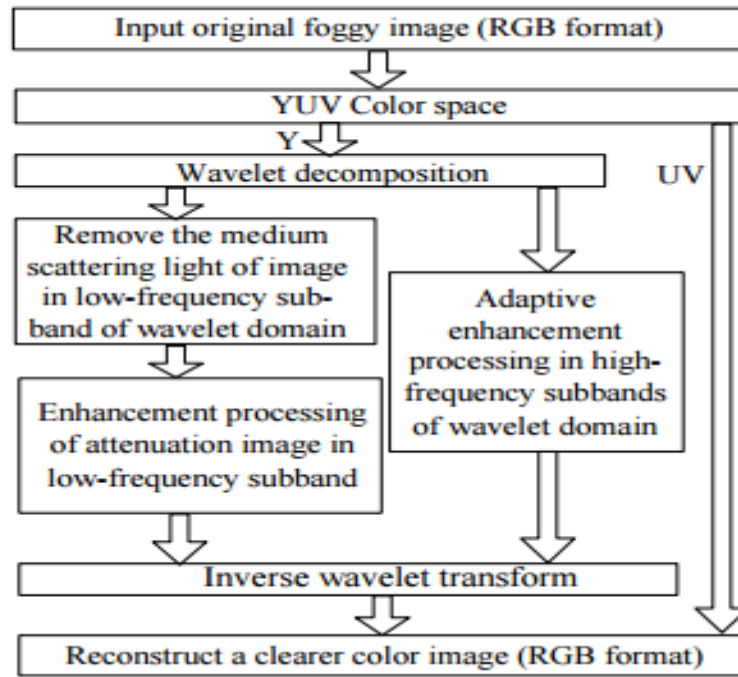 Input original foggy image (RGB format)
YUV Color space
Y
UV
Wavelet decomposition
Remove the medium
scattering light of image
in low-frequency sub-
band of wavelet domain
Adaptive
enhancement
processing in high-
frequency subbands
of wavelet domain
Enhancement processing
of attenuation image in
low-frequency subband
Inverse wavelet transform
Reconstruct a clearer color image (RGB format)